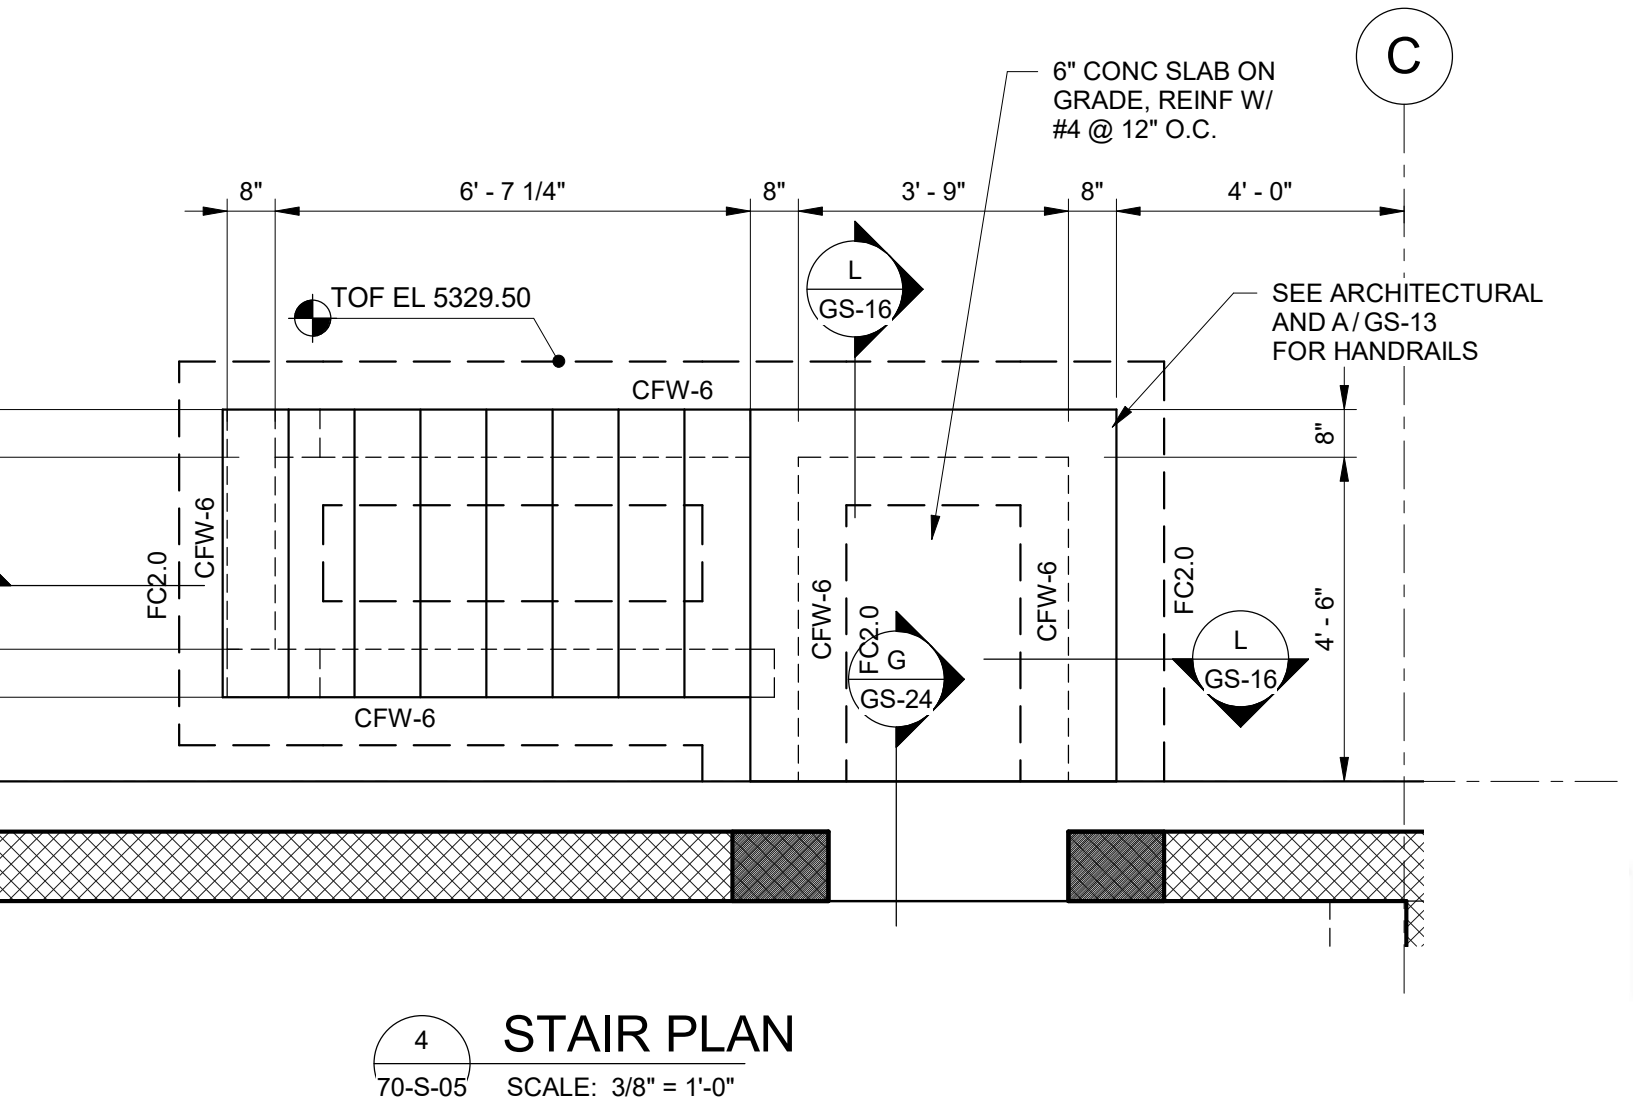 C
6" CONC SLAB ON
GRADE, REINF W/
#4 @ 12" O.C.
8"
6' - 7 1/4"
8"
3' - 9"
8"
4' - 0"
L
GS-16
TOF EL 5329.50
SEE ARCHITECTURAL
AND A / GS-13
FOR HANDRAILS
CFW-6
8"
CFW-6
FC2.0
CFW-6
FC2.0
CFW-6
FC2.0
4' - 6"
G
GS-24
L
GS-16
CFW-6
4
70-S-05
STAIR PLAN
SCALE: 3/8" = 1'-0"